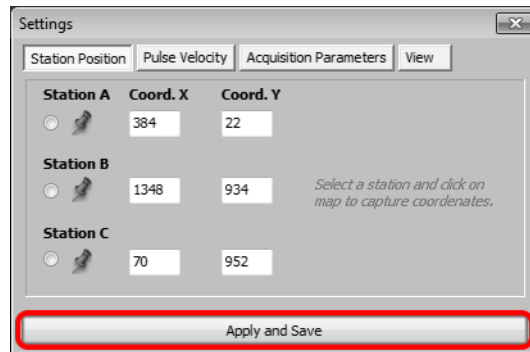 Settings
Station Position Pulse Velocity Acquisition Parameters View
Station A Coord. X Coord. Y
384 22
Station B
1348 934
Select a station and click on
map to capture coordenates.
Station C
70 952
Apply and Save